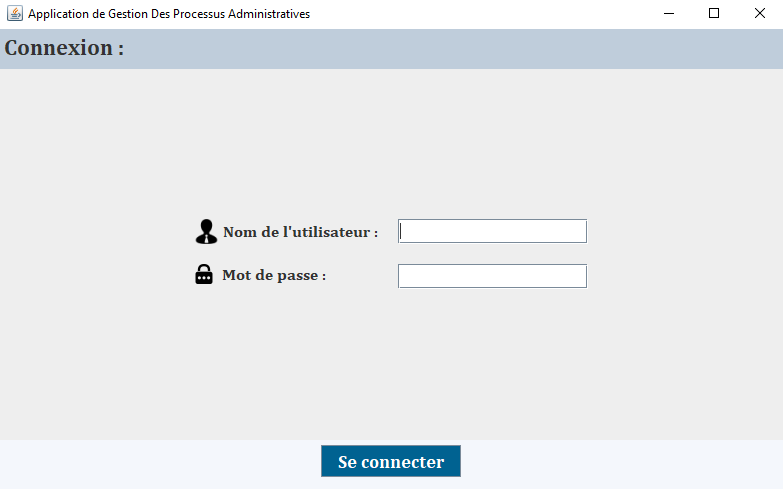 Application de Gestion Des Processus Administratives
Connexion :
Nom de l'utilisateur :
Mot de passe :
Se connecter